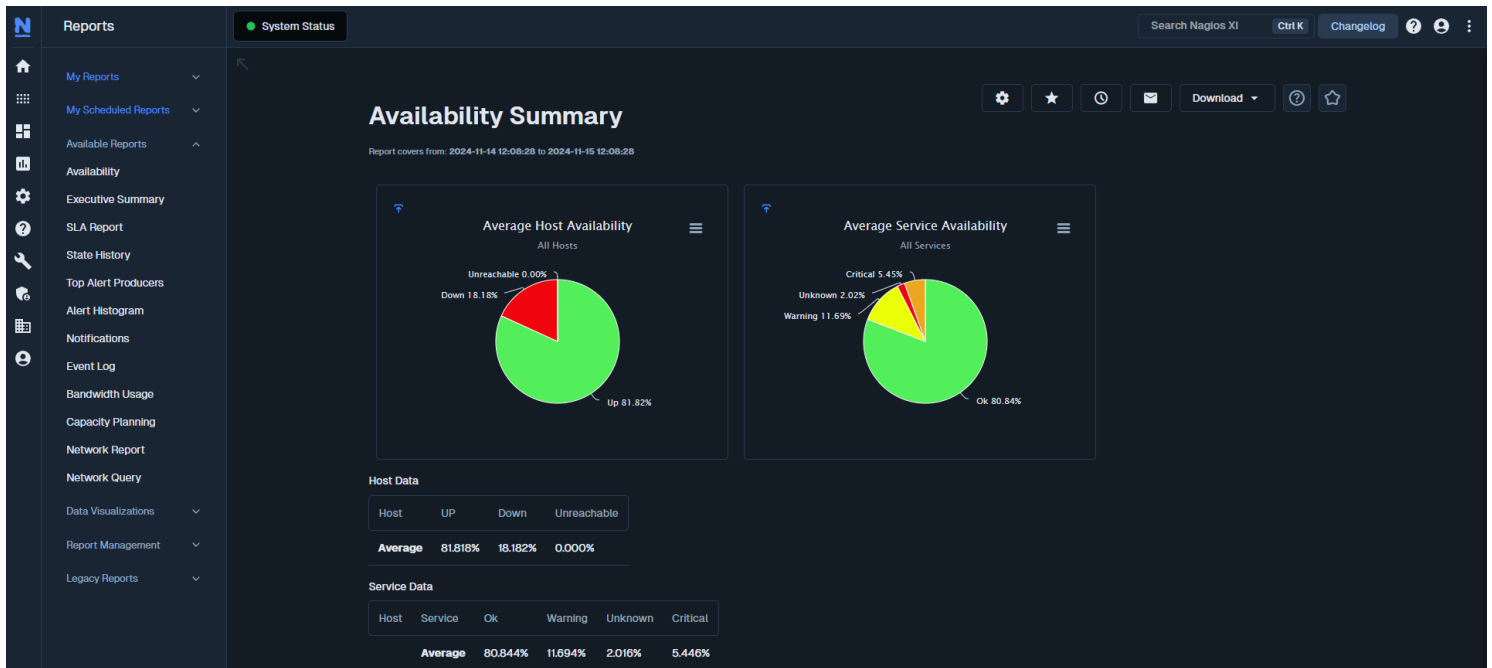 N Reports System Status Search Nagios XI Ctrl K Changelog
My Reports
My Scheduled Reports
Available Reports
Availability
Executive Summary
SLA Report
State History
Top Alert Producers
Alert Histogram
Notifications
Event Log
Bandwidth Usage
Capacity Planning
Network Report
Network Query
Data Visualizations
Report Management
Legacy Reports
Availability Summary
Download
Report covers from: 2024-11-14 12:08:28 to 2024-11-15 12:08:28
Average Host Availability
All Hosts
Unreachable 0.00%
Down 18.18%
Up 81.82%
Average Service Availability
All Services
Critical 5.45%
Unknown 2.02%
Warning 11.69%
Ok 80.84%
Host Data
Host UP Down Unreachable
Average 81.818% 18.182% 0.000%
Service Data
Host Service Ok Warning Unknown Critical
Average 80.844% 11.694% 2.016% 5.446%